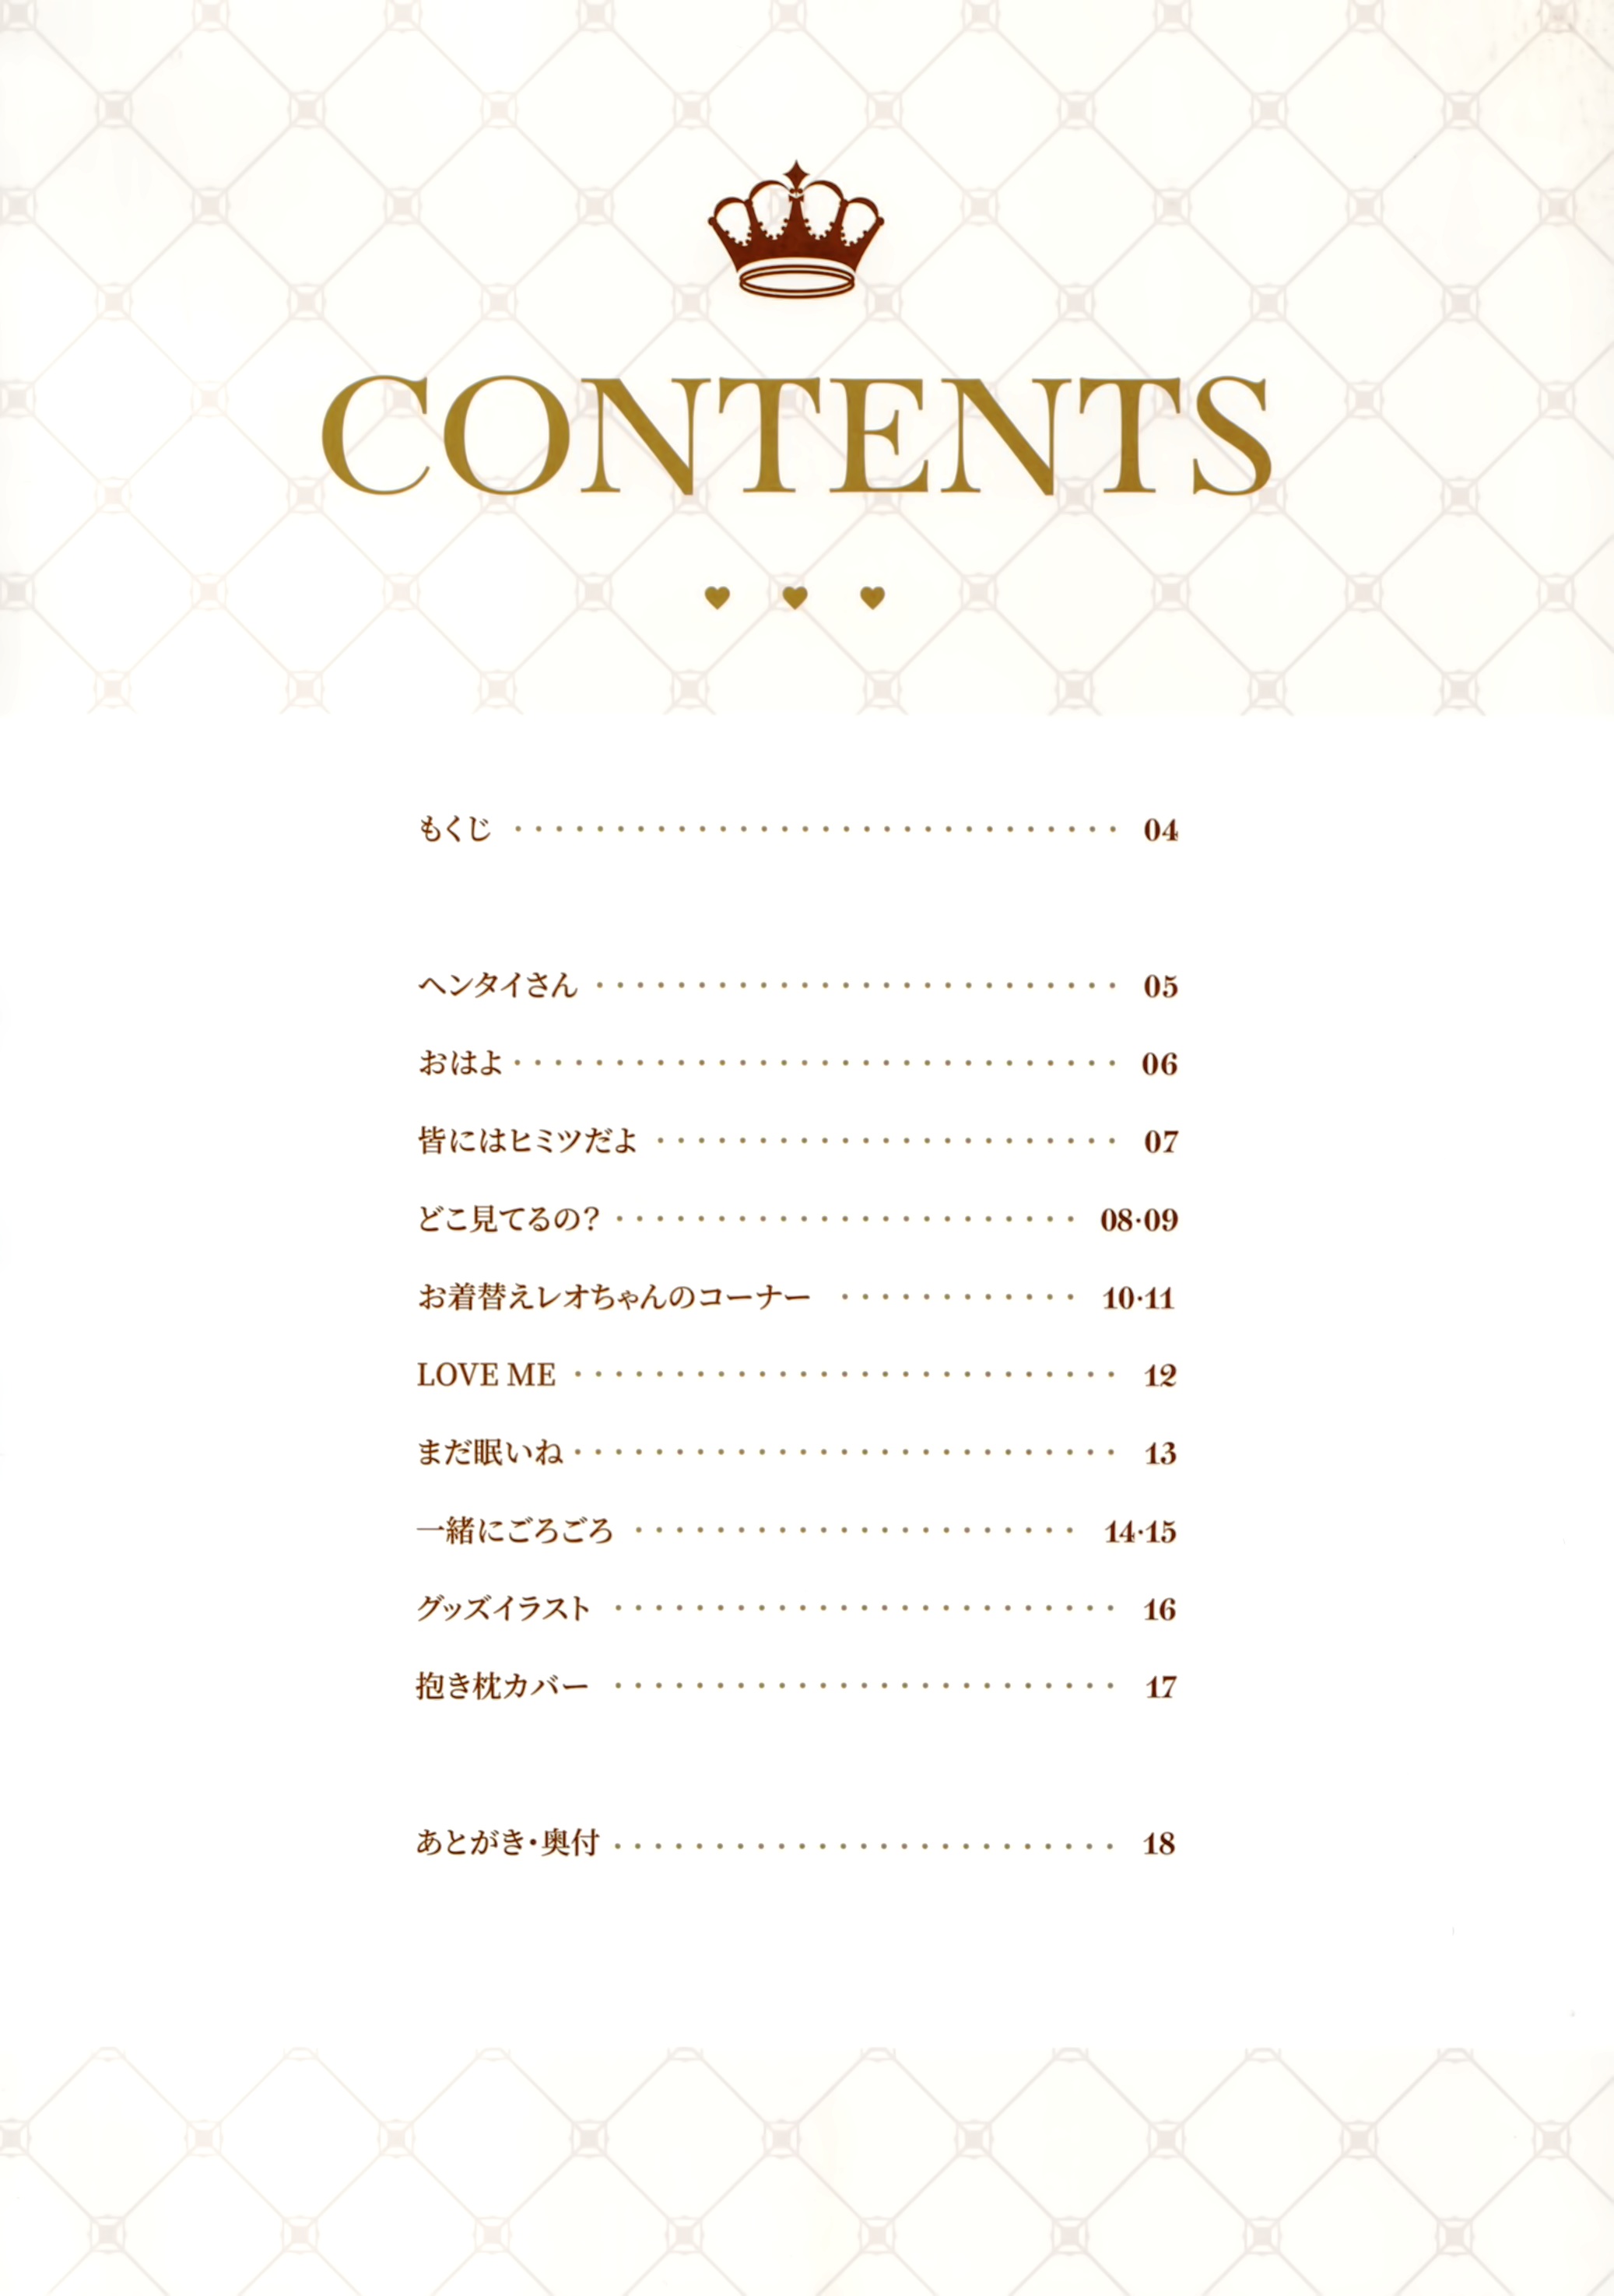 CONTENTS
もくじ 04
ヘンタイさん 05
おはよ 06
皆にはヒミツだよ 07
どこ見てるの? 08·09
お着替えレオちゃんのコーナー 10·11
LOVE ME 12
まだ眠いね 13
一緒にごろごろ 14·15
グッズイラスト 16
抱き枕カバー 17
あとがき・奥付 18